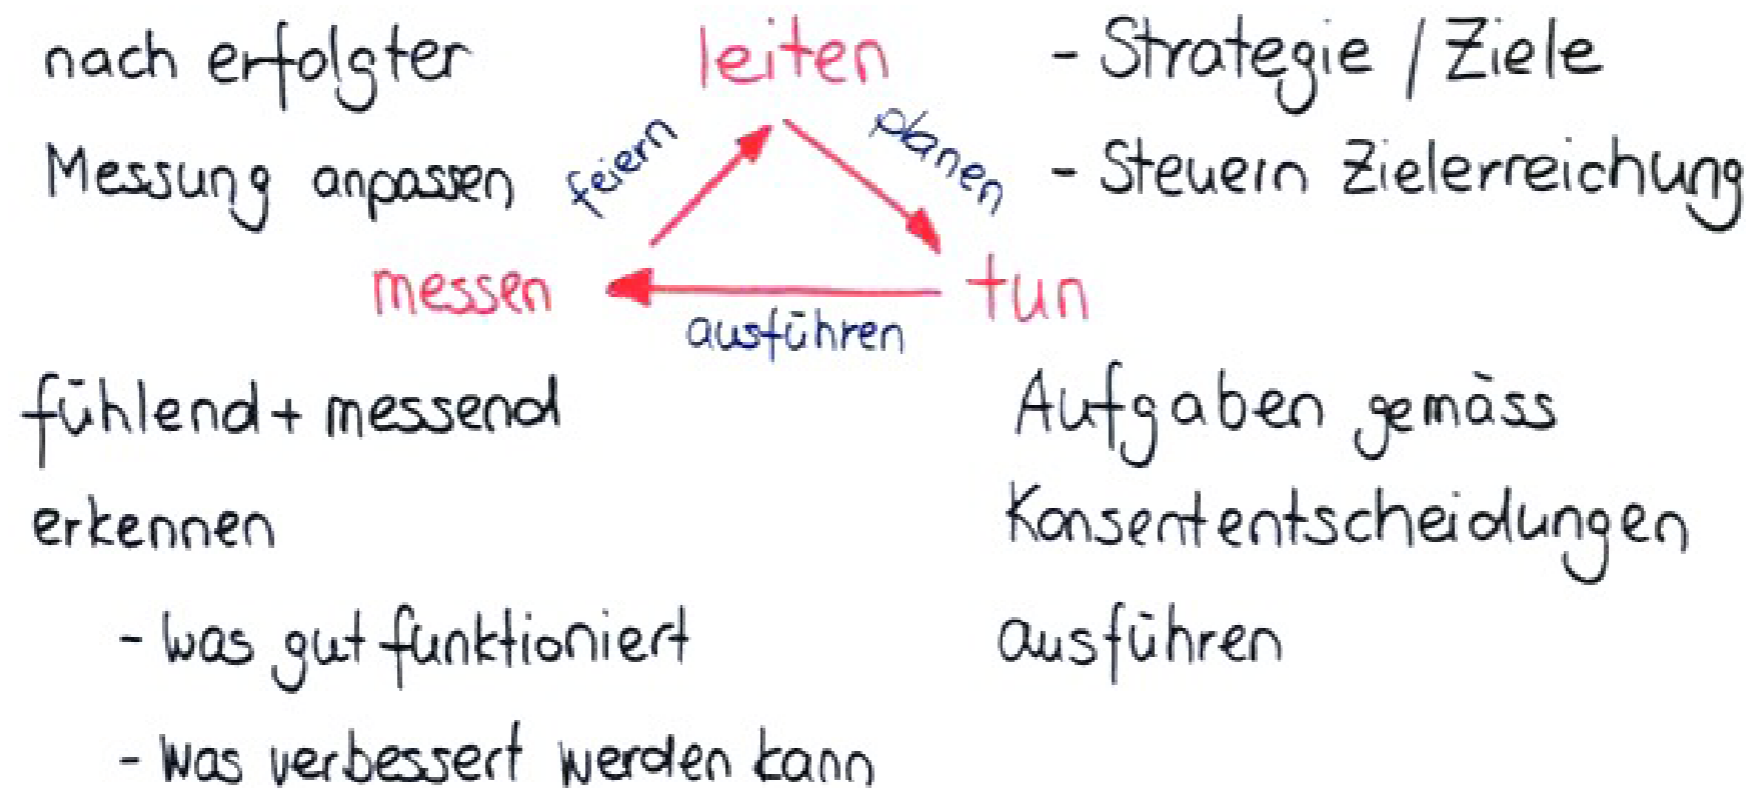 nach erfolgter
Messung anpassen
leiten
- Strategie / Ziele
- Steuern Zielerreichung
feiern
planen
messen
tun
ausführen
fühlend + messend
erkennen
- was gut funktioniert
- was verbessert werden kann
Aufgaben gemäss
Konsententscheidungen
ausführen